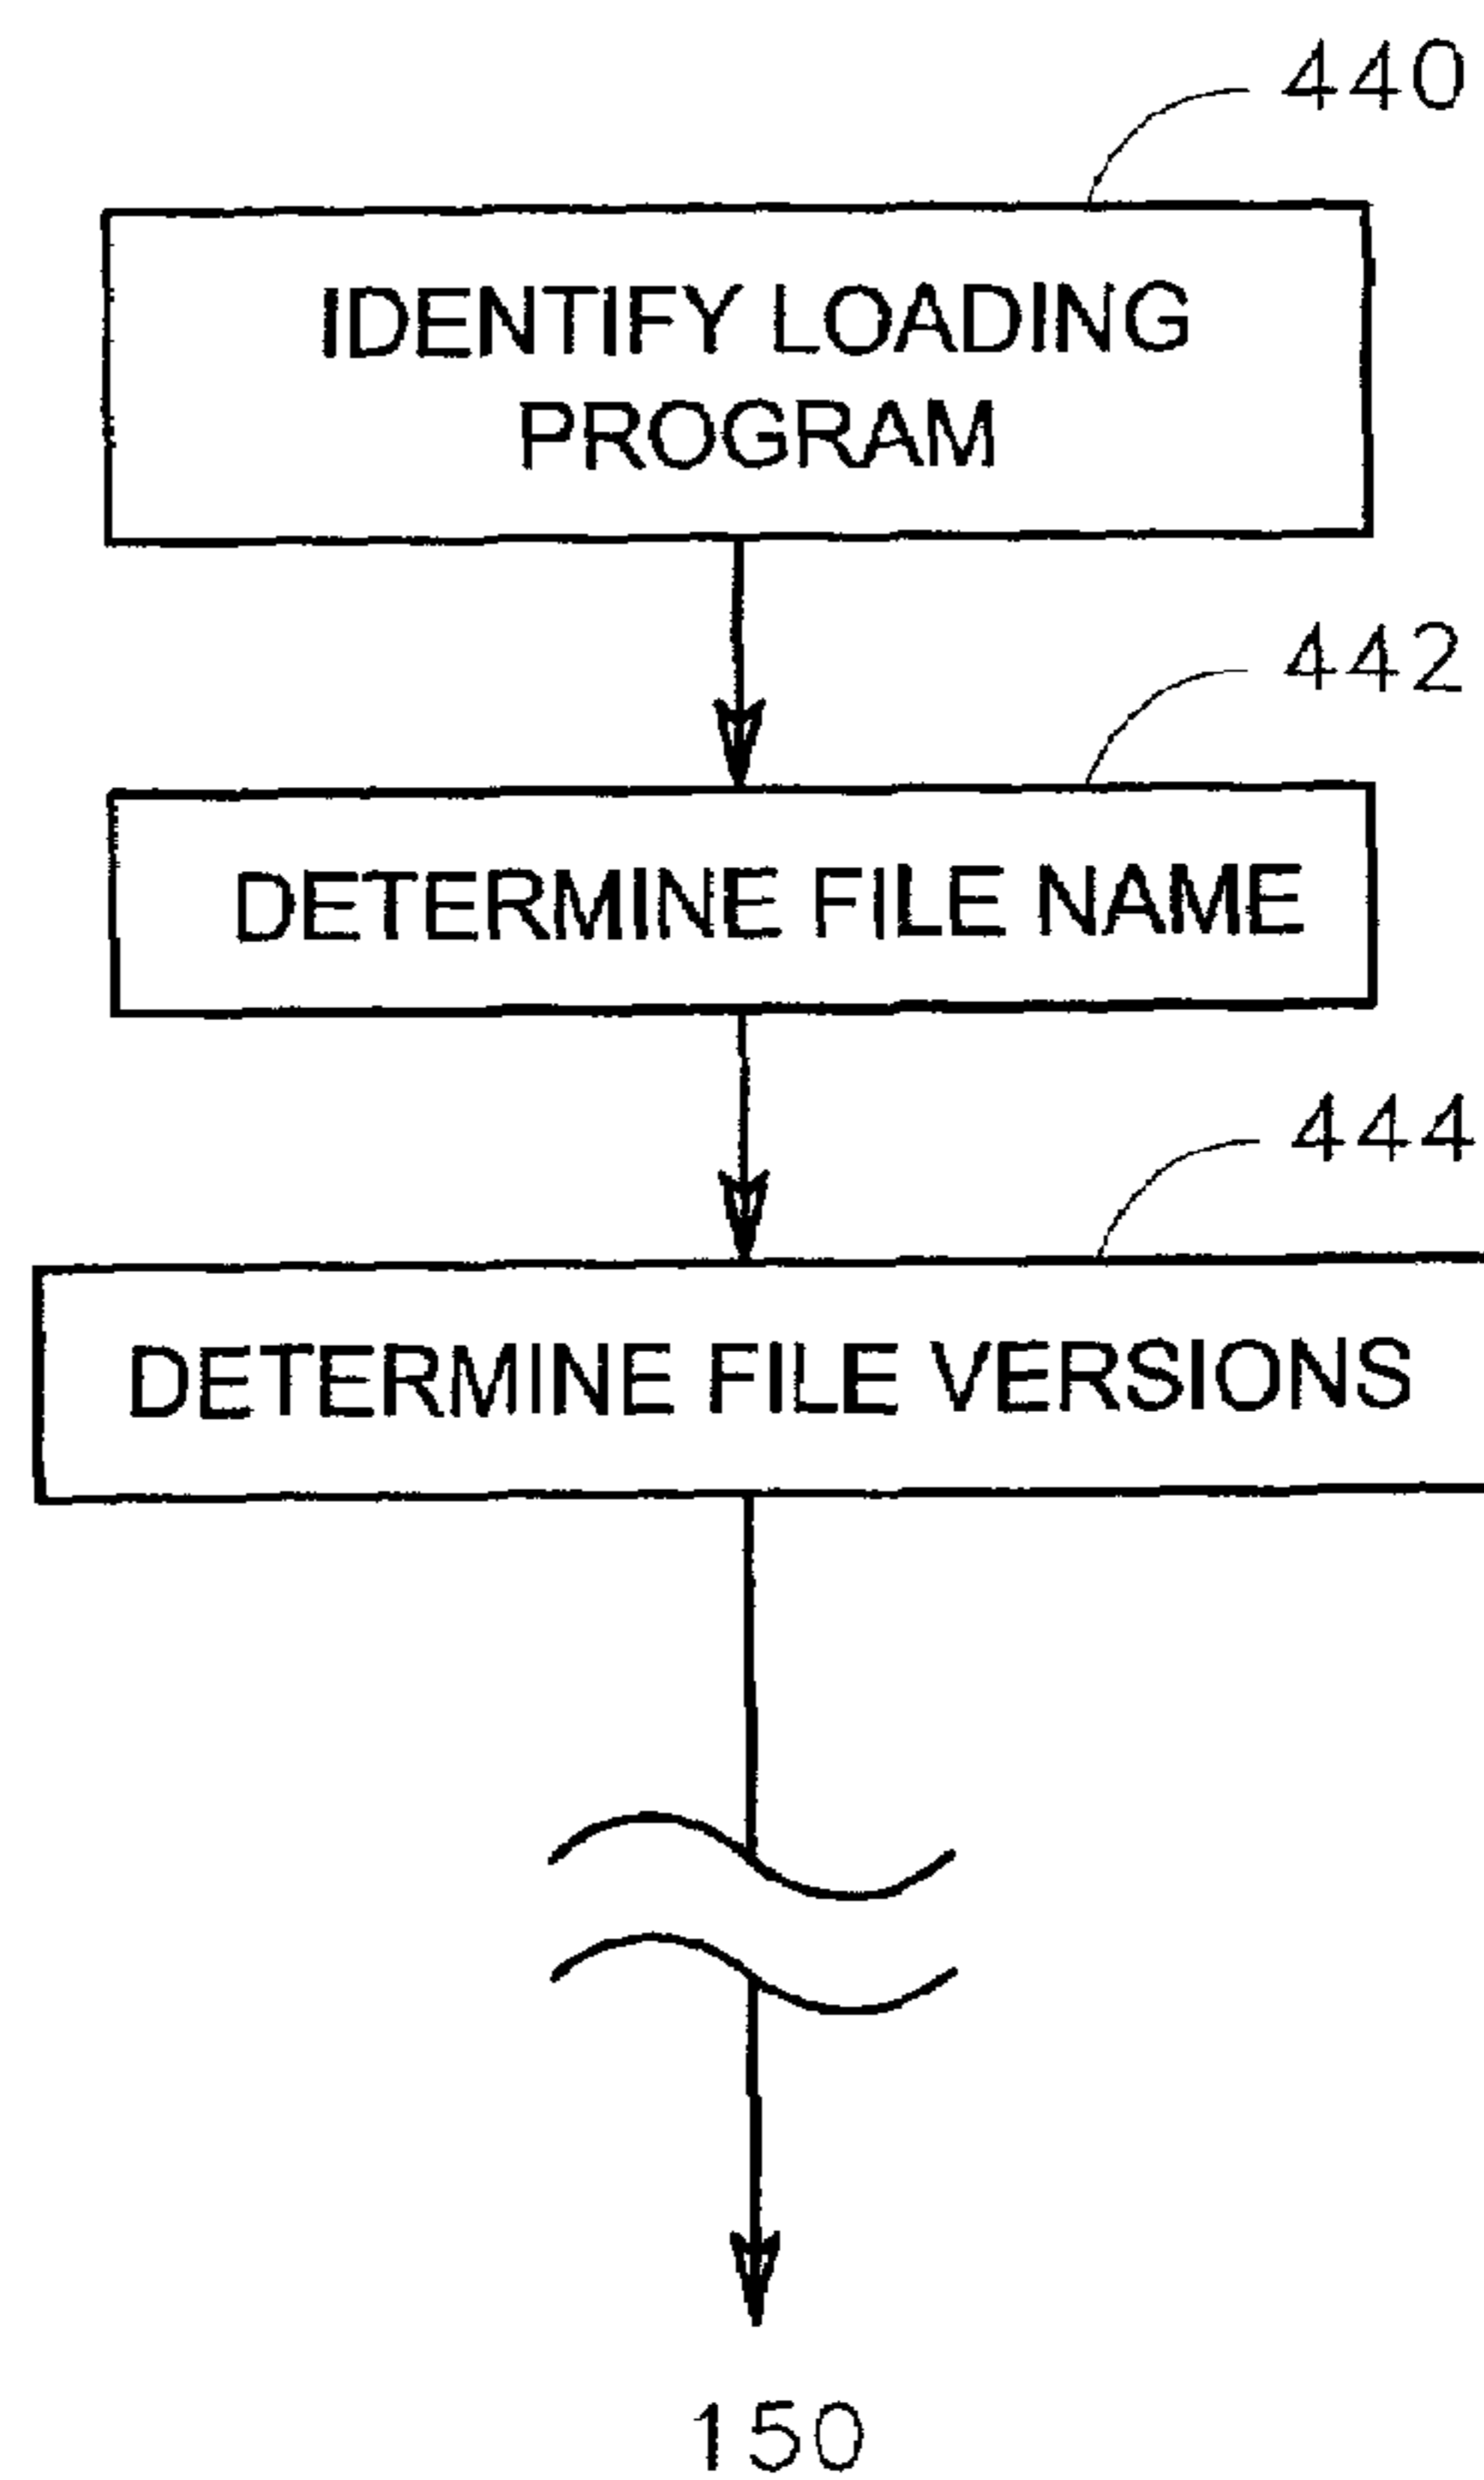 440
IDENTIFY LOADING
PROGRAM
442
DETERMINE FILE NAME
444
DETERMINE FILE VERSIONS
150